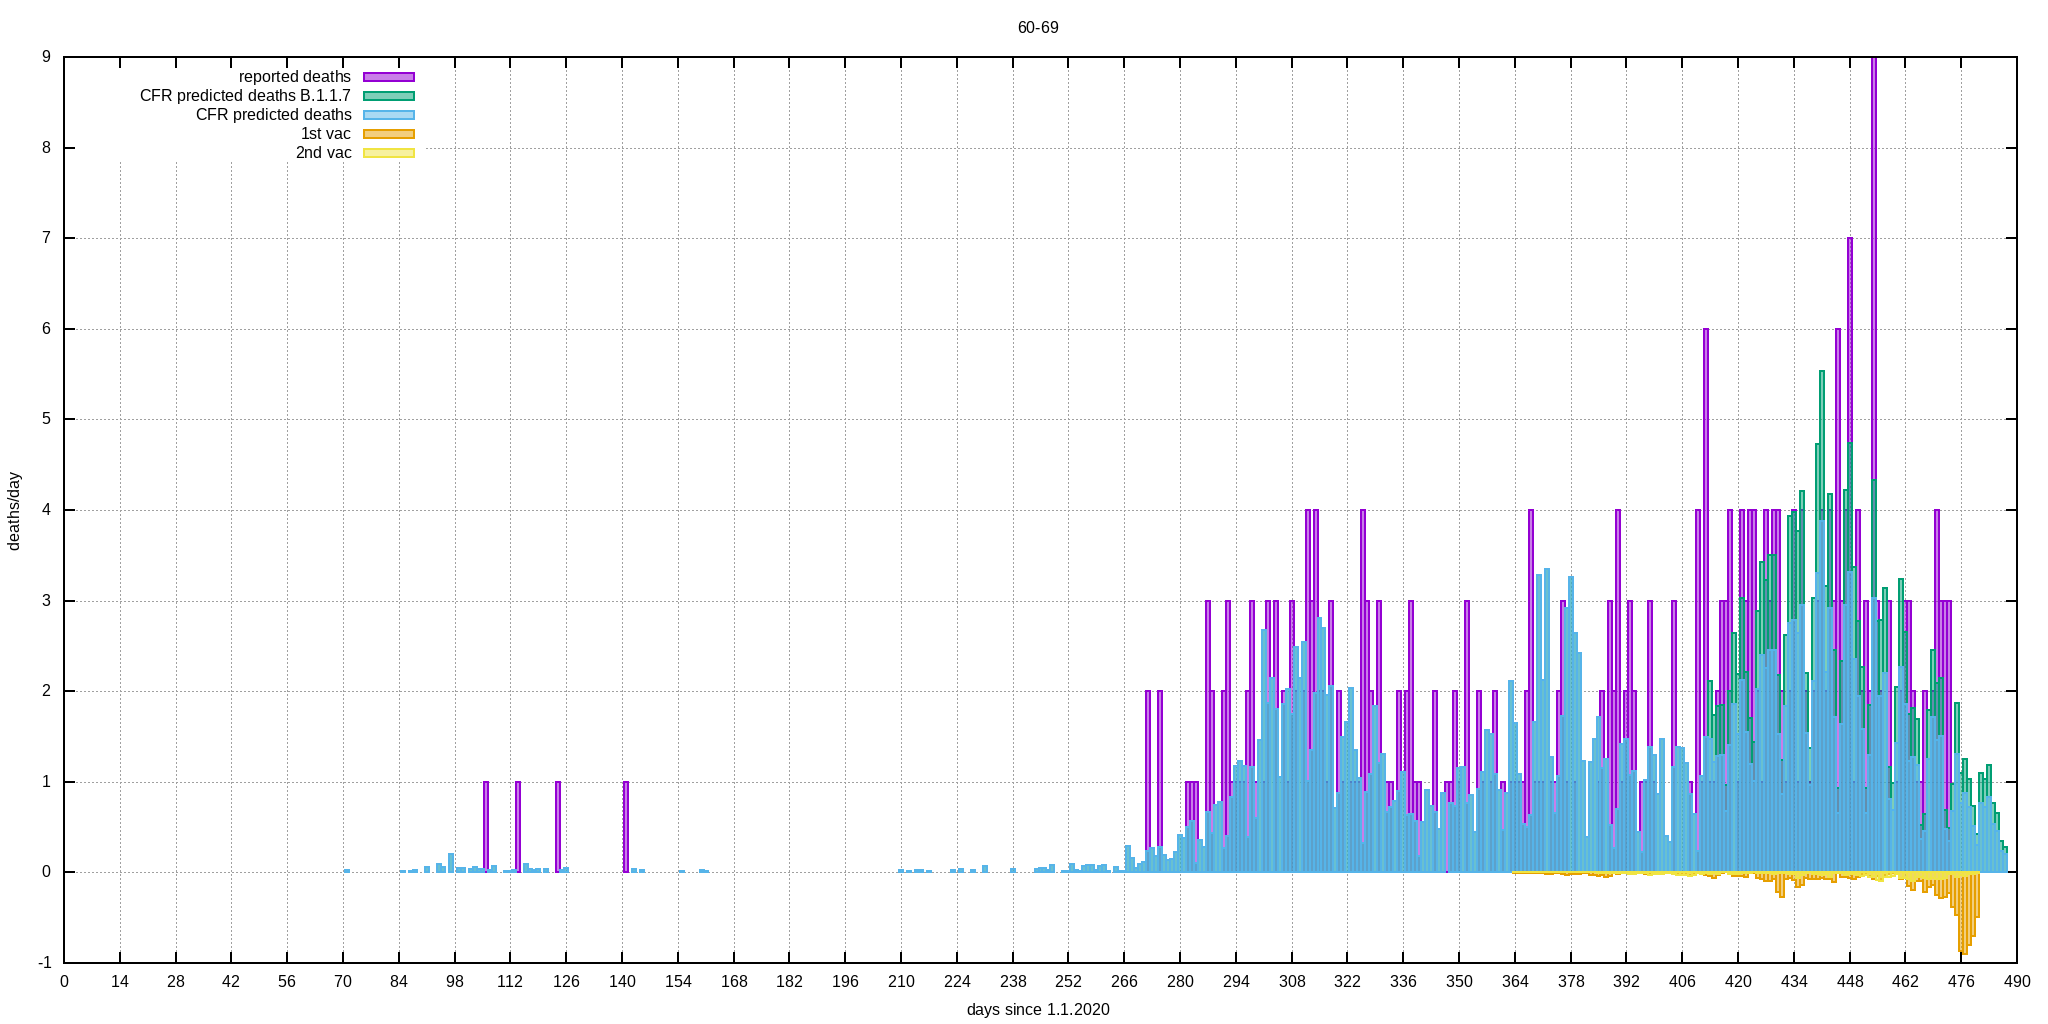 60-69
9
8
7
6
5
4
3
2
1
0
-1
deaths/day
reported deaths
CFR predicted deaths B.1.1.7
CFR predicted deaths
1st vac
2nd vac
0 14 28 42 56 70 84 98 112 126 140 154 168 182 196 210 224 238 252 266 280 294 308 322 336 350 364 378 392 406 420 434 448 462 476 490
days since 1.1.2020